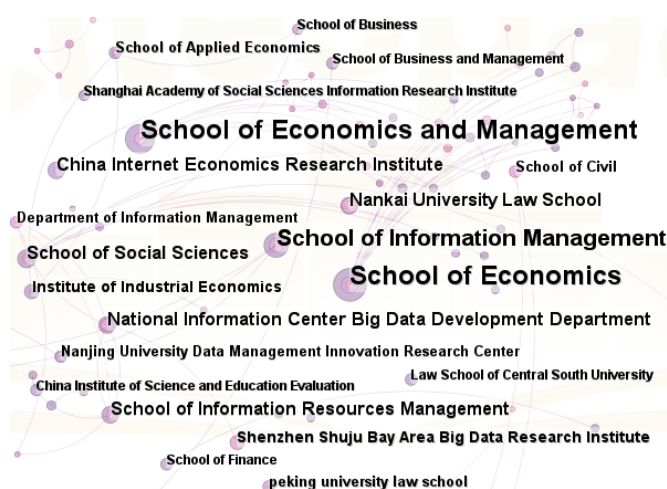 School of Business
School of Applied Economics
School of Business and Management
Shanghai Academy of Social Sciences Information Research Institute
School of Economics and Management
China Internet Economics Research Institute
School of Civil
Nankai University Law School
Department of Information Management
School of Information Management
School of Social Sciences
School of Economics
Institute of Industrial Economics
National Information Center Big Data Development Department
Nanjing University Data Management Innovation Research Center
Law School of Central South University
China Institute of Science and Education Evaluation
School of Information Resources Management
Shenzhen Shuju Bay Area Big Data Research Institute
School of Finance
peking university law school